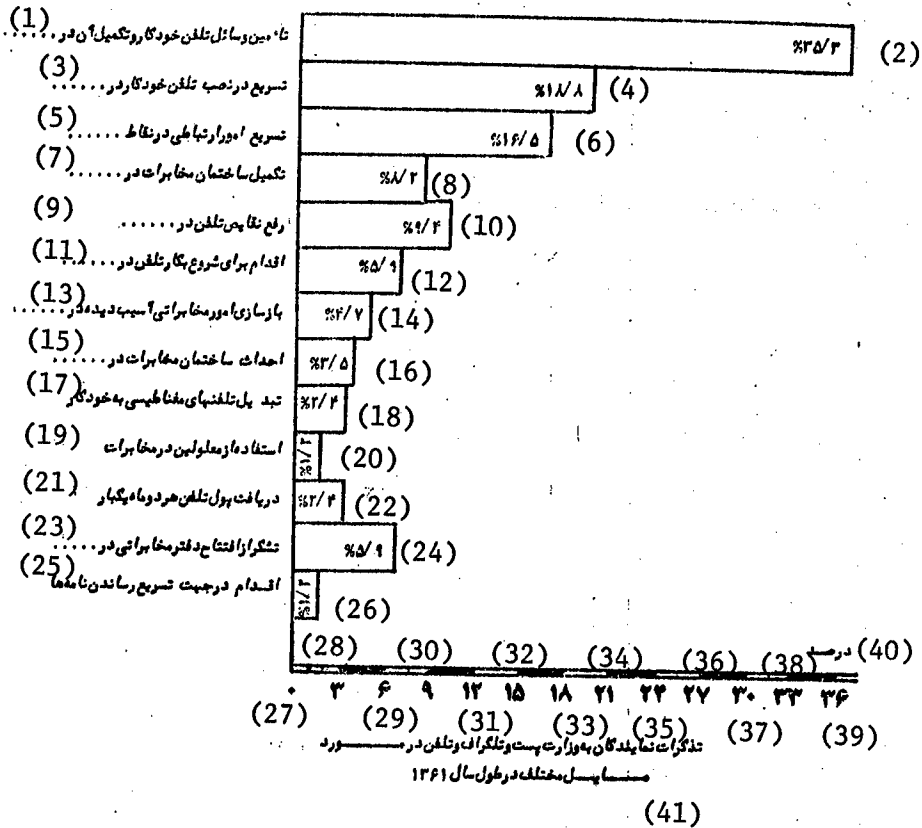 (1) تا٬مین وسائل تلفن خودکار و تکمیل آن در ......
%۳۵/۳ (2)
(3) تسریع در نصب تلفن خودکار در ......
%۱۸/۸ (4)
(5) تسریع امور ارتباطی در نقاط ......
%۱۶/۵ (6)
(7) تکمیل ساختمان مخابرات در ......
%۸/۲ (8)
(9) رفع نقایص تلفن در ......
%۹/۴ (10)
(11) اقدام برای شروع بکار تلفن در ......
%۵/۹ (12)
(13) بازسازی امور مخابراتی آسیب دیده در ......
%۴/۷ (14)
(15) احداث ساختمان مخابرات در ......
%۳/۵ (16)
(17) تبدیل تلفنهای مغناطیسی به خودکار
%۲/۴ (18)
(19) استفاده از معلولین در مخابرات
%۱/۲ (20)
(21) دریافت پول تلفن هر دو ماه یکبار
%۲/۴ (22)
(23) تشکر از افتتاح دفتر مخابراتی در .....
%۵/۹ (24)
(25) اقدام در جهت تسریع رساندن نامه‌ها
%۱/۲ (26)
(28) (30) (32) (34) (36) (38) درصد (40)
۰ ۳ ۶ ۹ ۱۲ ۱۵ ۱۸ ۲۱ ۲۴ ۲۷ ۳۰ ۳۳ ۳۶
(27) (29) (31) (33) (35) (37) (39)
تذکرات نمایندگان به وزارت پست و تلگراف و تلفن در مـــورد
مسـایـل مختلف در طول سال ۱۳۶۱
(41)